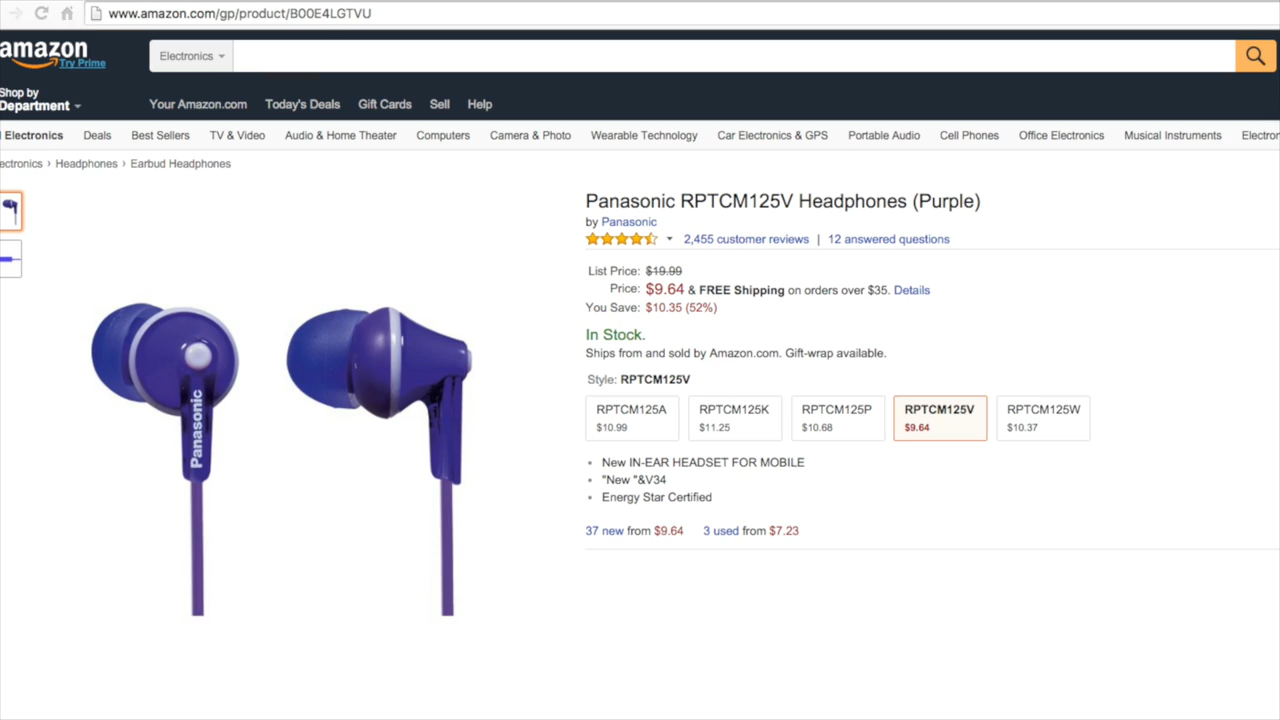 www.amazon.com/gp/product/B00E4LGTVU
amazon
Try Prime
Electronics
Shop by
Department
Your Amazon.com Today's Deals Gift Cards Sell Help
Electronics Deals Best Sellers TV & Video Audio & Home Theater Computers Camera & Photo Wearable Technology Car Electronics & GPS Portable Audio Cell Phones Office Electronics Musical Instruments Electron
ectronics › Headphones › Earbud Headphones
Panasonic RPTCM125V Headphones (Purple)
by Panasonic
2,455 customer reviews | 12 answered questions
List Price: $19.99
Price: $9.64 & FREE Shipping on orders over $35. Details
You Save: $10.35 (52%)
In Stock.
Ships from and sold by Amazon.com. Gift-wrap available.
Style: RPTCM125V
RPTCM125A RPTCM125K RPTCM125P RPTCM125V RPTCM125W
$10.99 $11.25 $10.68 $9.64 $10.37
• New IN-EAR HEADSET FOR MOBILE
• "New "&V34
• Energy Star Certified
37 new from $9.64 3 used from $7.23
Panasonic